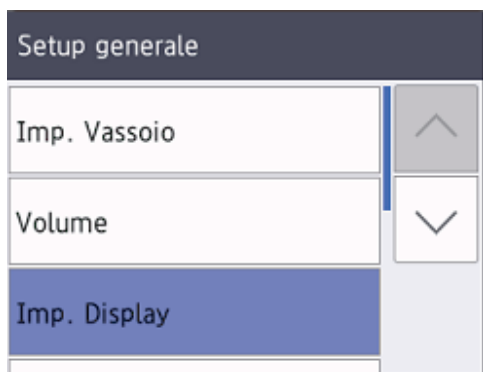 Setup generale
Imp. Vassoio
Volume
Imp. Display